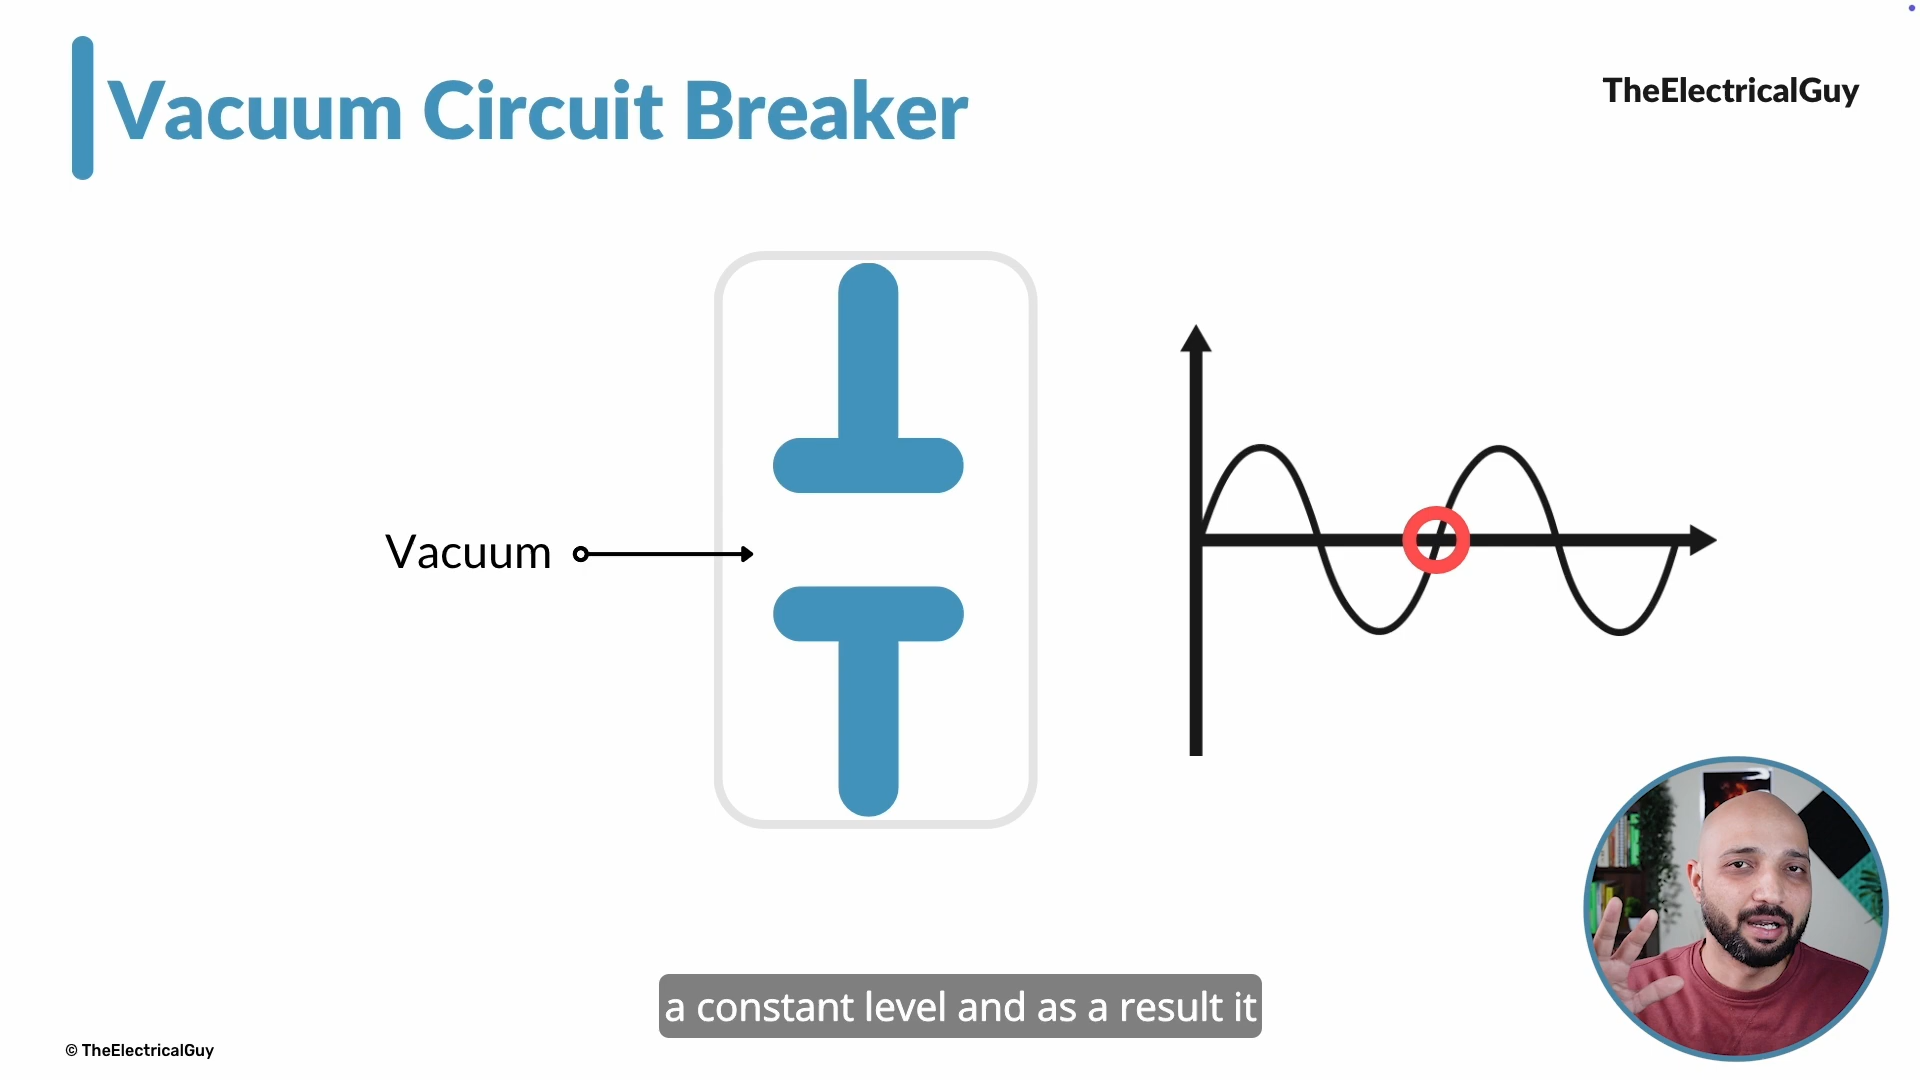 Vacuum Circuit Breaker
TheElectricalGuy
Vacuum
a constant level and as a result it
© TheElectricalGuy